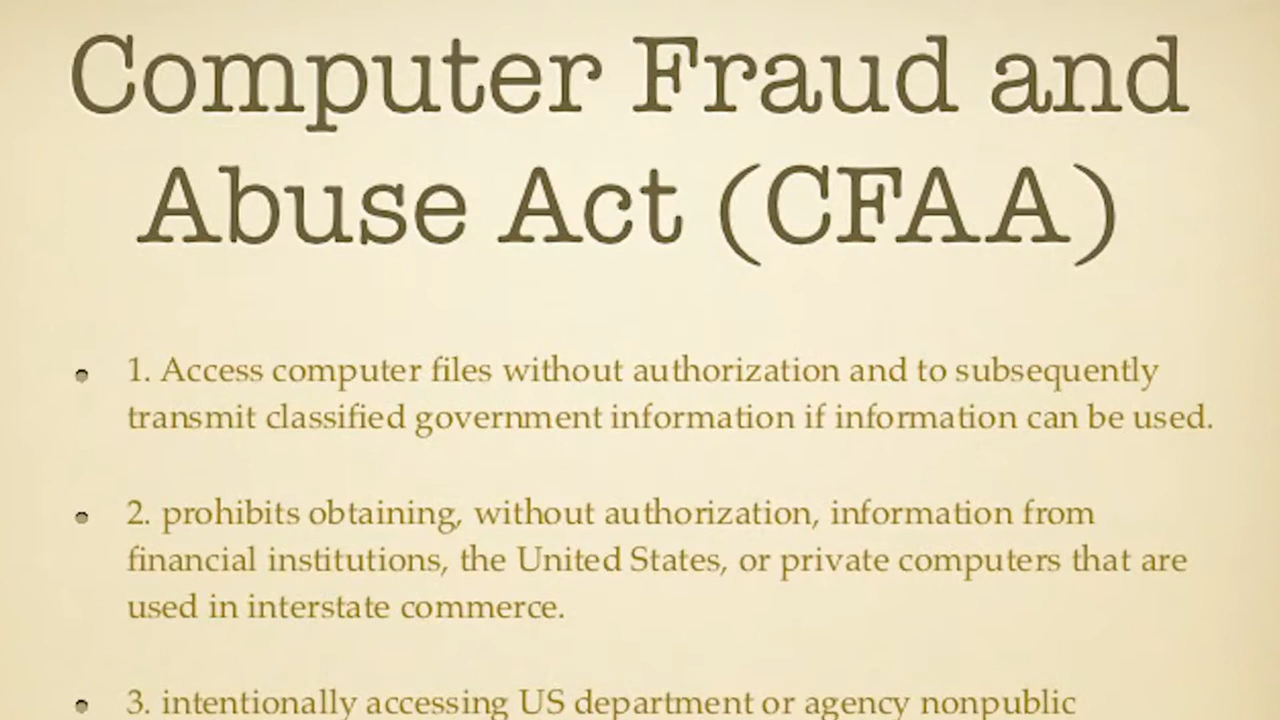 Computer Fraud and
Abuse Act (CFAA)
• 1. Access computer files without authorization and to subsequently
transmit classified government information if information can be used.
• 2. prohibits obtaining, without authorization, information from
financial institutions, the United States, or private computers that are
used in interstate commerce.
• 3. intentionally accessing US department or agency nonpublic